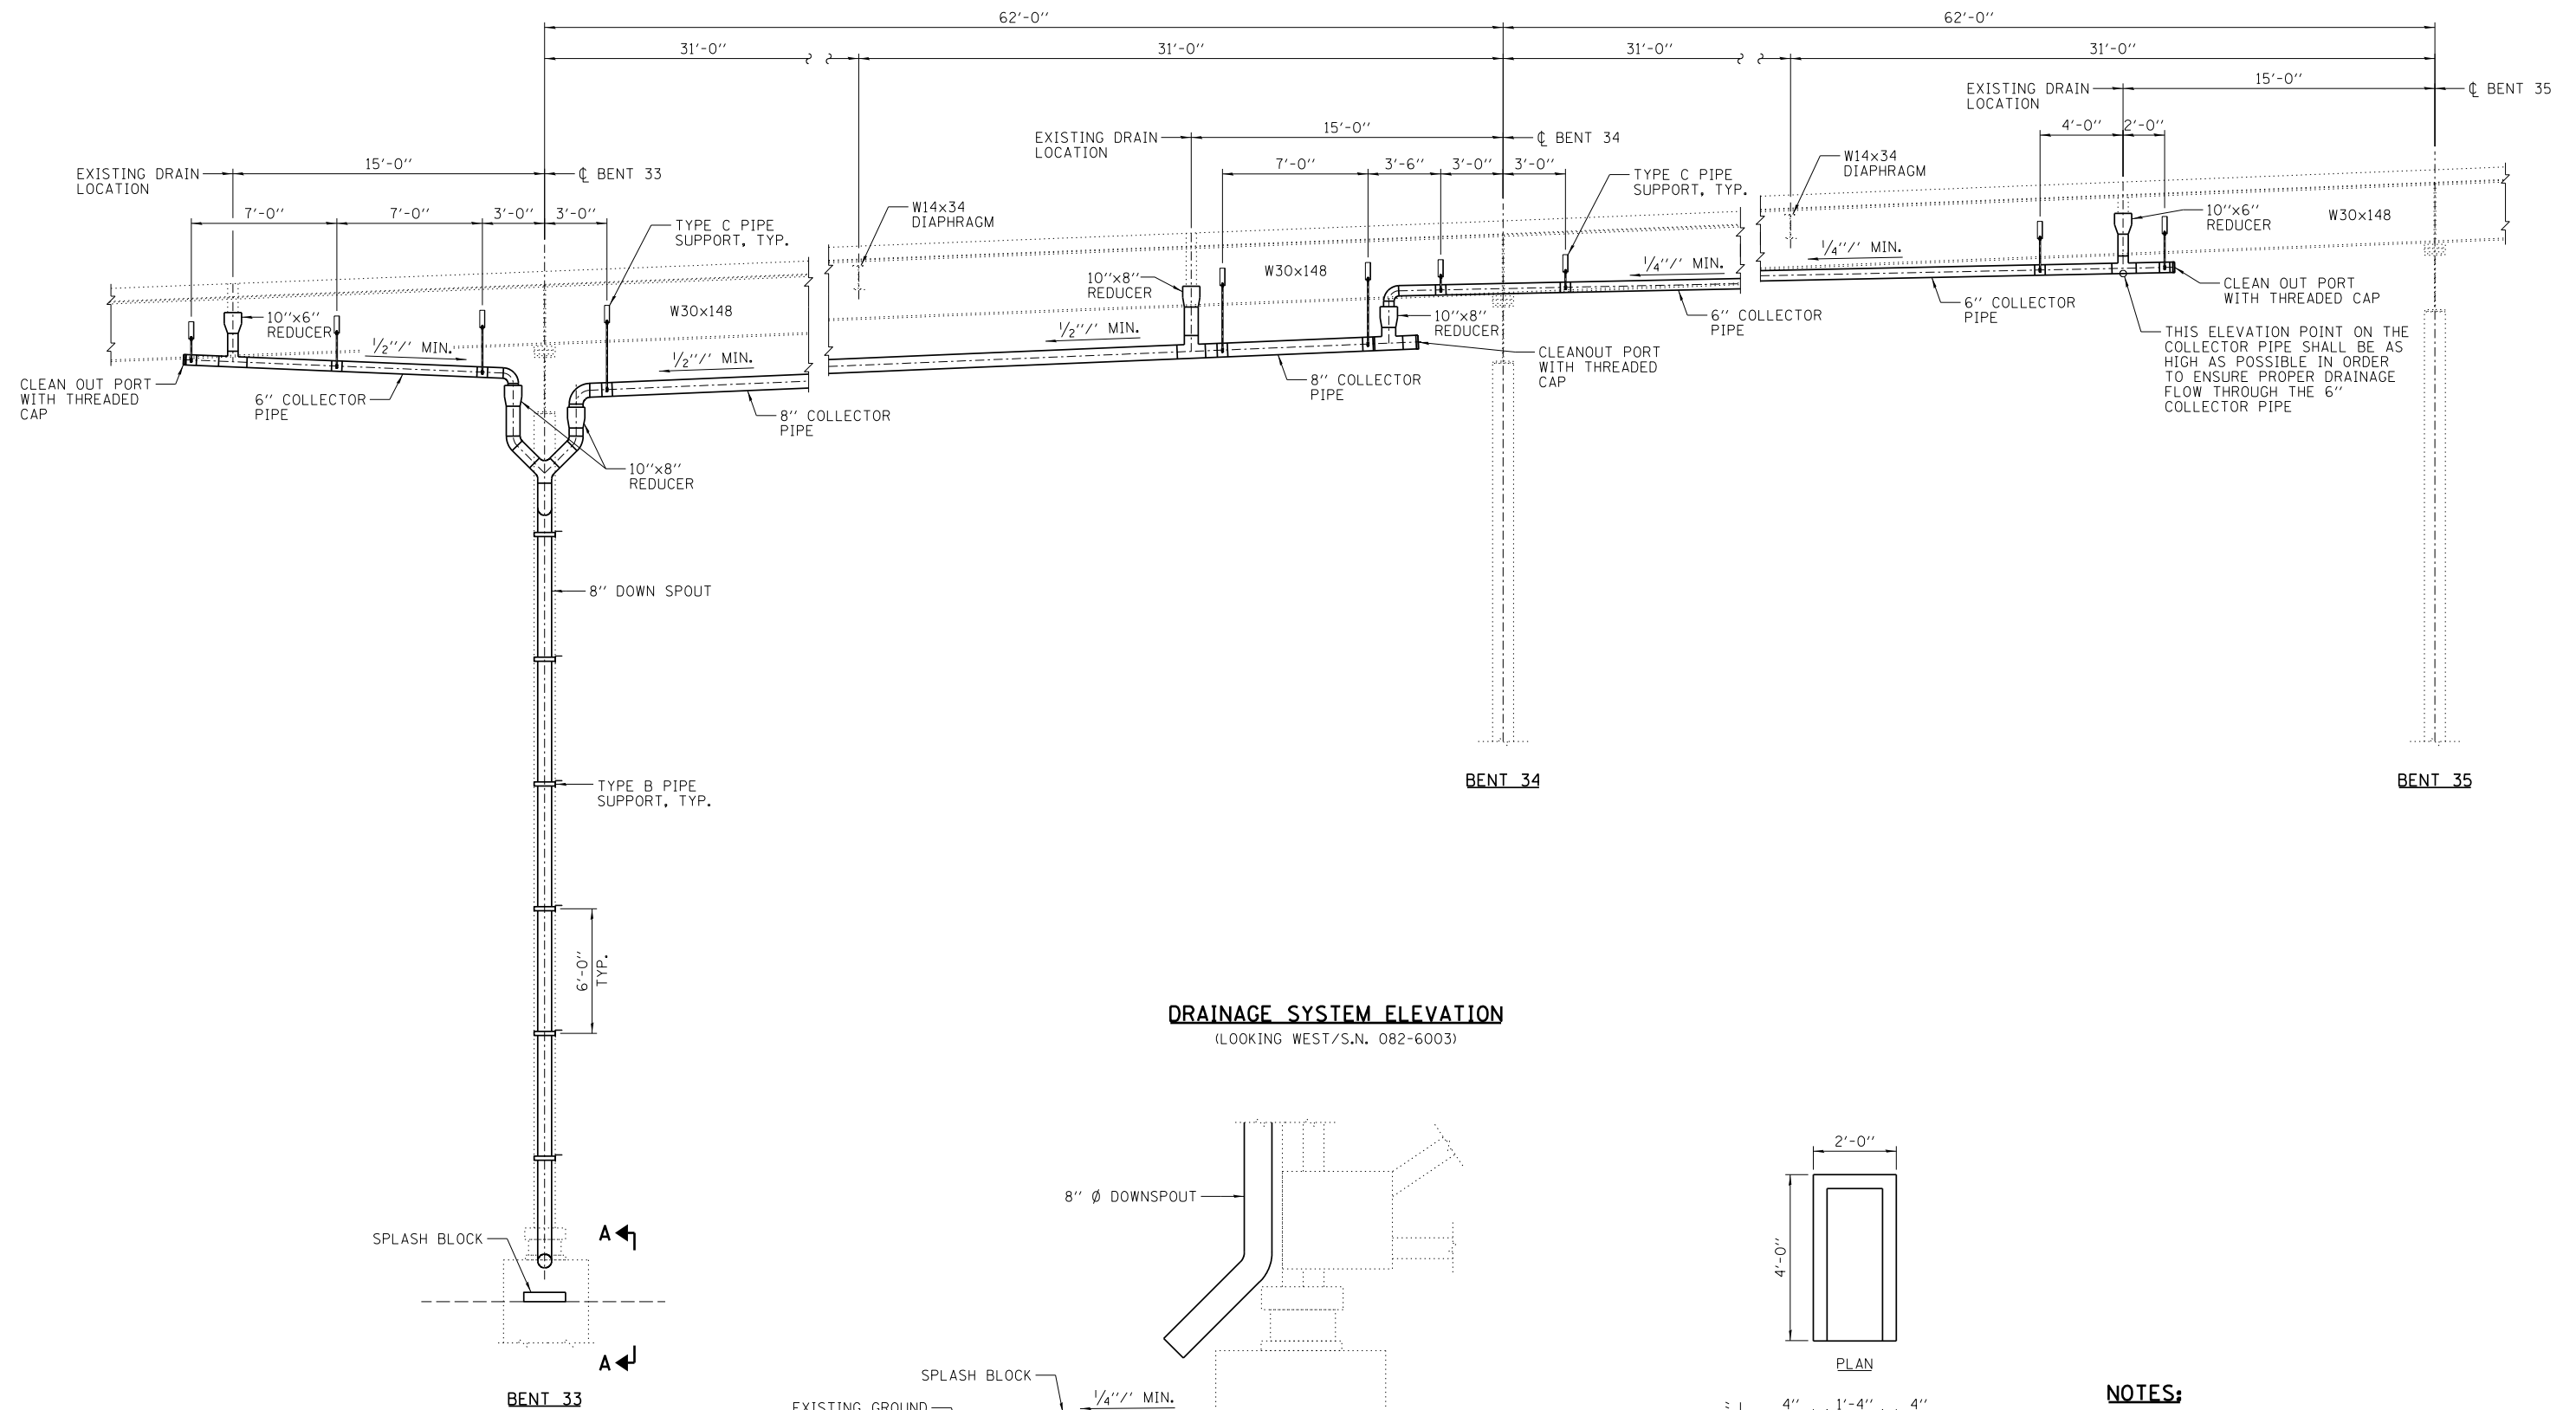 62'-0"
62'-0"
31'-0"
31'-0"
31'-0"
31'-0"
15'-0"
EXISTING DRAIN
LOCATION
℄ BENT 35
4'-0"
2'-0"
EXISTING DRAIN
LOCATION
15'-0"
℄ BENT 34
7'-0"
3'-6"
3'-0"
3'-0"
TYPE C PIPE
SUPPORT, TYP.
W14x34
DIAPHRAGM
EXISTING DRAIN
LOCATION
15'-0"
℄ BENT 33
7'-0"
7'-0"
3'-0"
3'-0"
TYPE C PIPE
SUPPORT, TYP.
W14x34
DIAPHRAGM
10"x6"
REDUCER
W30x148
1/4"/' MIN.
1/4"/' MIN.
W30x148
10"x8"
REDUCER
CLEAN OUT PORT
WITH THREADED CAP
6" COLLECTOR
PIPE
6" COLLECTOR
PIPE
10"x8"
REDUCER
1/2"/' MIN.
W30x148
10"x6"
REDUCER
1/2"/' MIN.
1/2"/' MIN.
THIS ELEVATION POINT ON THE
COLLECTOR PIPE SHALL BE AS
HIGH AS POSSIBLE IN ORDER
TO ENSURE PROPER DRAINAGE
FLOW THROUGH THE 6"
COLLECTOR PIPE
CLEANOUT PORT
WITH THREADED
CAP
8" COLLECTOR
PIPE
CLEAN OUT PORT
WITH THREADED
CAP
6" COLLECTOR
PIPE
8" COLLECTOR
PIPE
10"x8"
REDUCER
8" DOWN SPOUT
TYPE B PIPE
SUPPORT, TYP.
BENT 34
BENT 35
6'-0"
TYP.
DRAINAGE SYSTEM ELEVATION
(LOOKING WEST/S.N. 082-6003)
2'-0"
8" Ø DOWNSPOUT
4'-0"
SPLASH BLOCK
A
A
PLAN
BENT 33
SPLASH BLOCK
1/4"/' MIN.
EXISTING GROUND
4"
1'-4"
4"
NOTES: